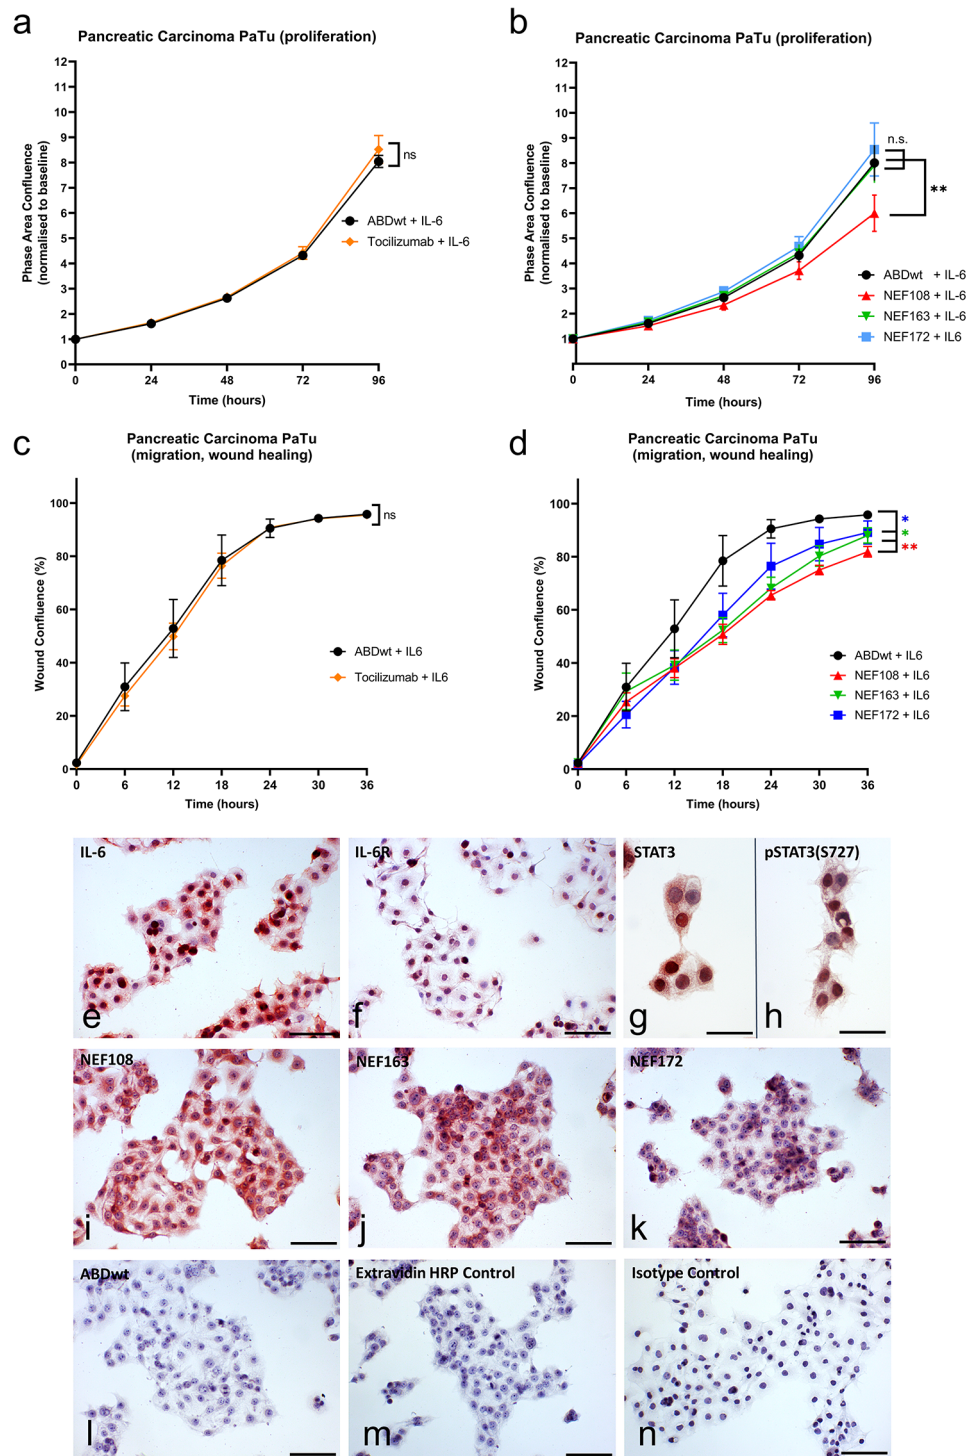 a
Pancreatic Carcinoma PaTu (proliferation)
Phase Area Confluence
(normalised to baseline)
12
11
10
9
8
7
6
5
4
3
2
1
0
0 24 48 72 96
Time (hours)
ns
ABDwt + IL-6
Tocilizumab + IL-6
b
Pancreatic Carcinoma PaTu (proliferation)
Phase Area Confluence
(normalised to baseline)
12
11
10
9
8
7
6
5
4
3
2
1
0
0 24 48 72 96
Time (hours)
n.s.
**
ABDwt + IL-6
NEF108 + IL-6
NEF163 + IL-6
NEF172 + IL6
c
Pancreatic Carcinoma PaTu
(migration, wound healing)
Wound Confluence (%)
100
80
60
40
20
0
0 6 12 18 24 30 36
Time (hours)
ns
ABDwt + IL6
Tocilizumab + IL6
d
Pancreatic Carcinoma PaTu
(migration, wound healing)
Wound Confluence (%)
100
80
60
40
20
0
0 6 12 18 24 30 36
Time (hours)
*
*
**
ABDwt + IL6
NEF108 + IL6
NEF163 + IL6
NEF172 + IL6
IL-6
e
IL-6R
f
STAT3
g
pSTAT3(S727)
h
NEF108
i
NEF163
j
NEF172
k
ABDwt
l
Extravidin HRP Control
m
Isotype Control
n